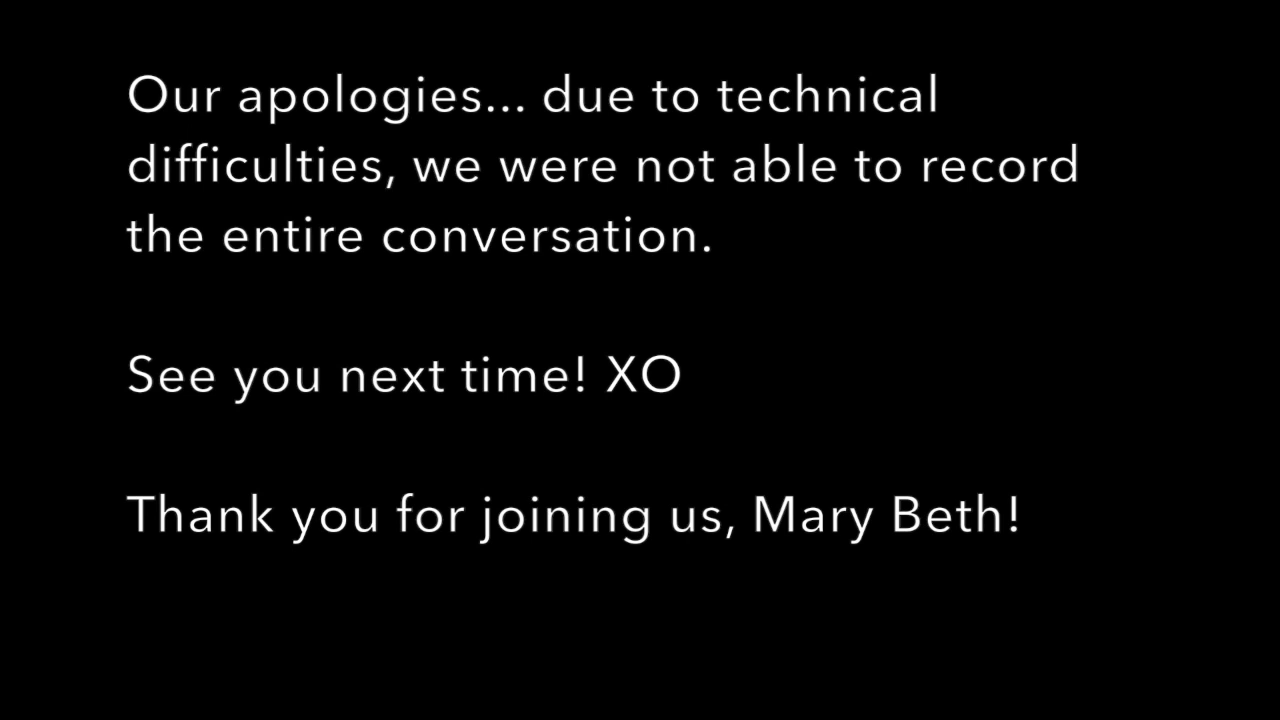 Our apologies... due to technical
difficulties, we were not able to record
the entire conversation.
See you next time! XO
Thank you for joining us, Mary Beth!